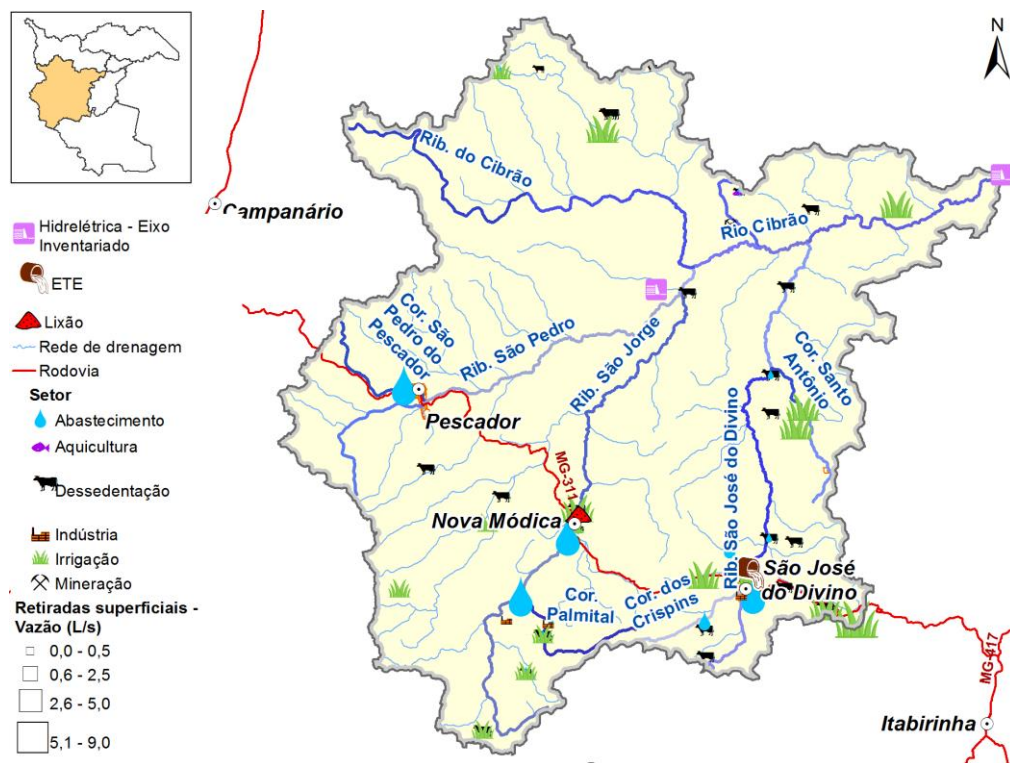 N
Campanário
Hidrelétrica - Eixo
Inventariado
ETE
Lixão
Rede de drenagem
Rodovia
Setor
Abastecimento
Aquicultura
Dessedentação
Indústria
Irrigação
Mineração
Retiradas superficiais -
Vazão (L/s)
0,0 - 0,5
0,6 - 2,5
2,6 - 5,0
5,1 - 9,0
Rib. do Cibrão
Rio Cibrão
Cor. São
Pedro do
Pescador
Rib. São Pedro
Rib. São Jorge
Cor. Santo
Antônio
Rib. São José do Divino
Pescador
MG-311
Nova Módica
São José
do Divino
Cor.
Palmital
Cor. dos
Crispins
MG-417
Itabirinha